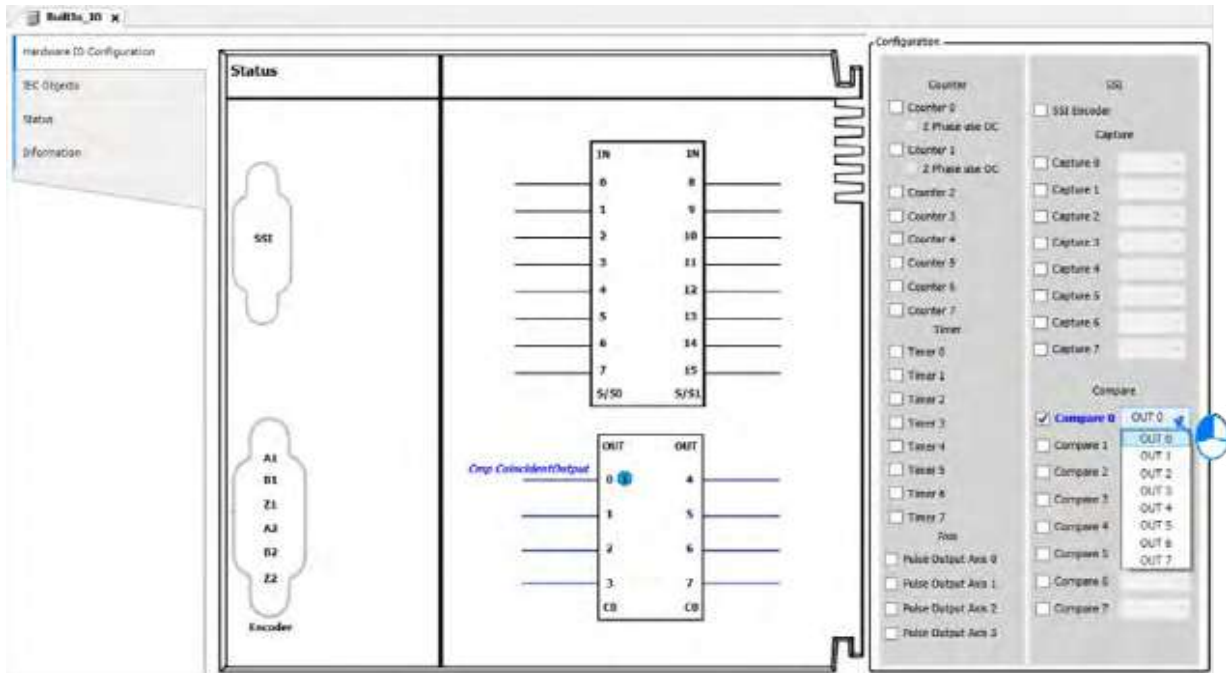 BuiltIn_IO x
Hardware IO Configuration
IEC Objects
Status
Information
Status
SSI
A1
B1
Z1
A2
B2
Z2
Encoder
IN IN
0 8
1 9
2 10
3 11
4 12
5 13
6 14
7 15
S/S0 S/S1
OUT OUT
Cmp CoincidentOutput
0 4
1 5
2 6
3 7
C0 C0
Configuration
Counter
Counter 0
Z Phase use OC
Counter 1
Z Phase use OC
Counter 2
Counter 3
Counter 4
Counter 5
Counter 6
Counter 7
Timer
Timer 0
Timer 1
Timer 2
Timer 3
Timer 4
Timer 5
Timer 6
Timer 7
Axis
Pulse Output Axis 0
Pulse Output Axis 1
Pulse Output Axis 2
Pulse Output Axis 3
SSI
SSI Encoder
Capture
Capture 0
Capture 1
Capture 2
Capture 3
Capture 4
Capture 5
Capture 6
Capture 7
Compare
Compare 0 OUT 0
Compare 1
Compare 2
Compare 3
Compare 4
Compare 5
Compare 6
Compare 7
OUT 0
OUT 1
OUT 2
OUT 3
OUT 4
OUT 5
OUT 6
OUT 7